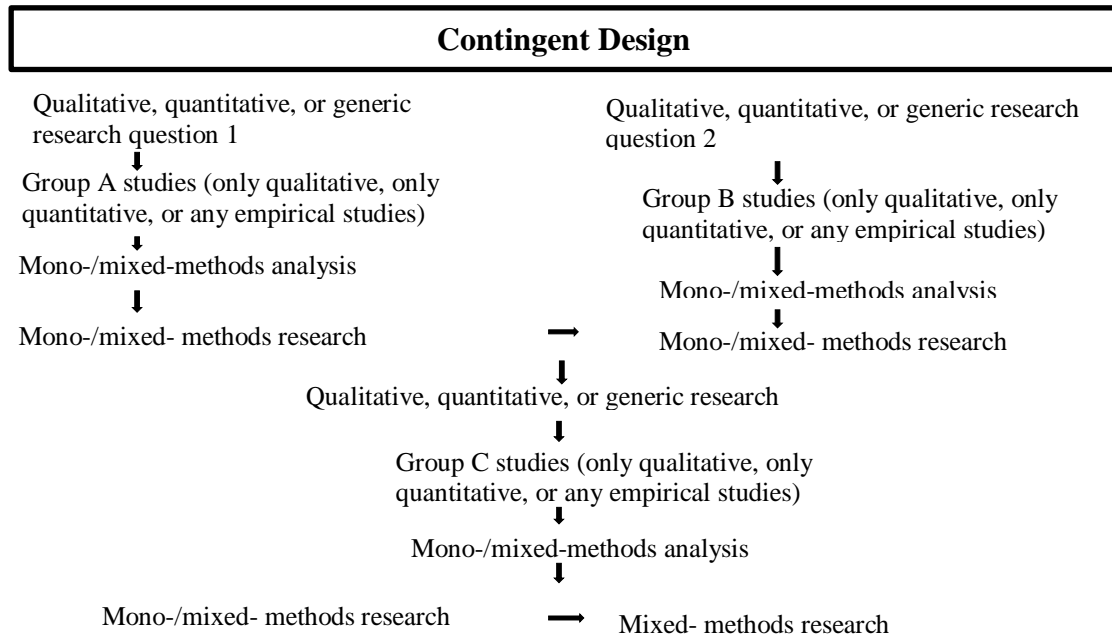 Contingent Design
Qualitative, quantitative, or generic
research question 1
Group A studies (only qualitative, only
quantitative, or any empirical studies)
Mono-/mixed-methods analysis
Mono-/mixed- methods research
Qualitative, quantitative, or generic research
question 2
Group B studies (only qualitative, only
quantitative, or any empirical studies)
Mono-/mixed-methods analysis
Mono-/mixed- methods research
Qualitative, quantitative, or generic research
Group C studies (only qualitative, only
quantitative, or any empirical studies)
Mono-/mixed-methods analysis
Mono-/mixed- methods research
Mixed- methods research